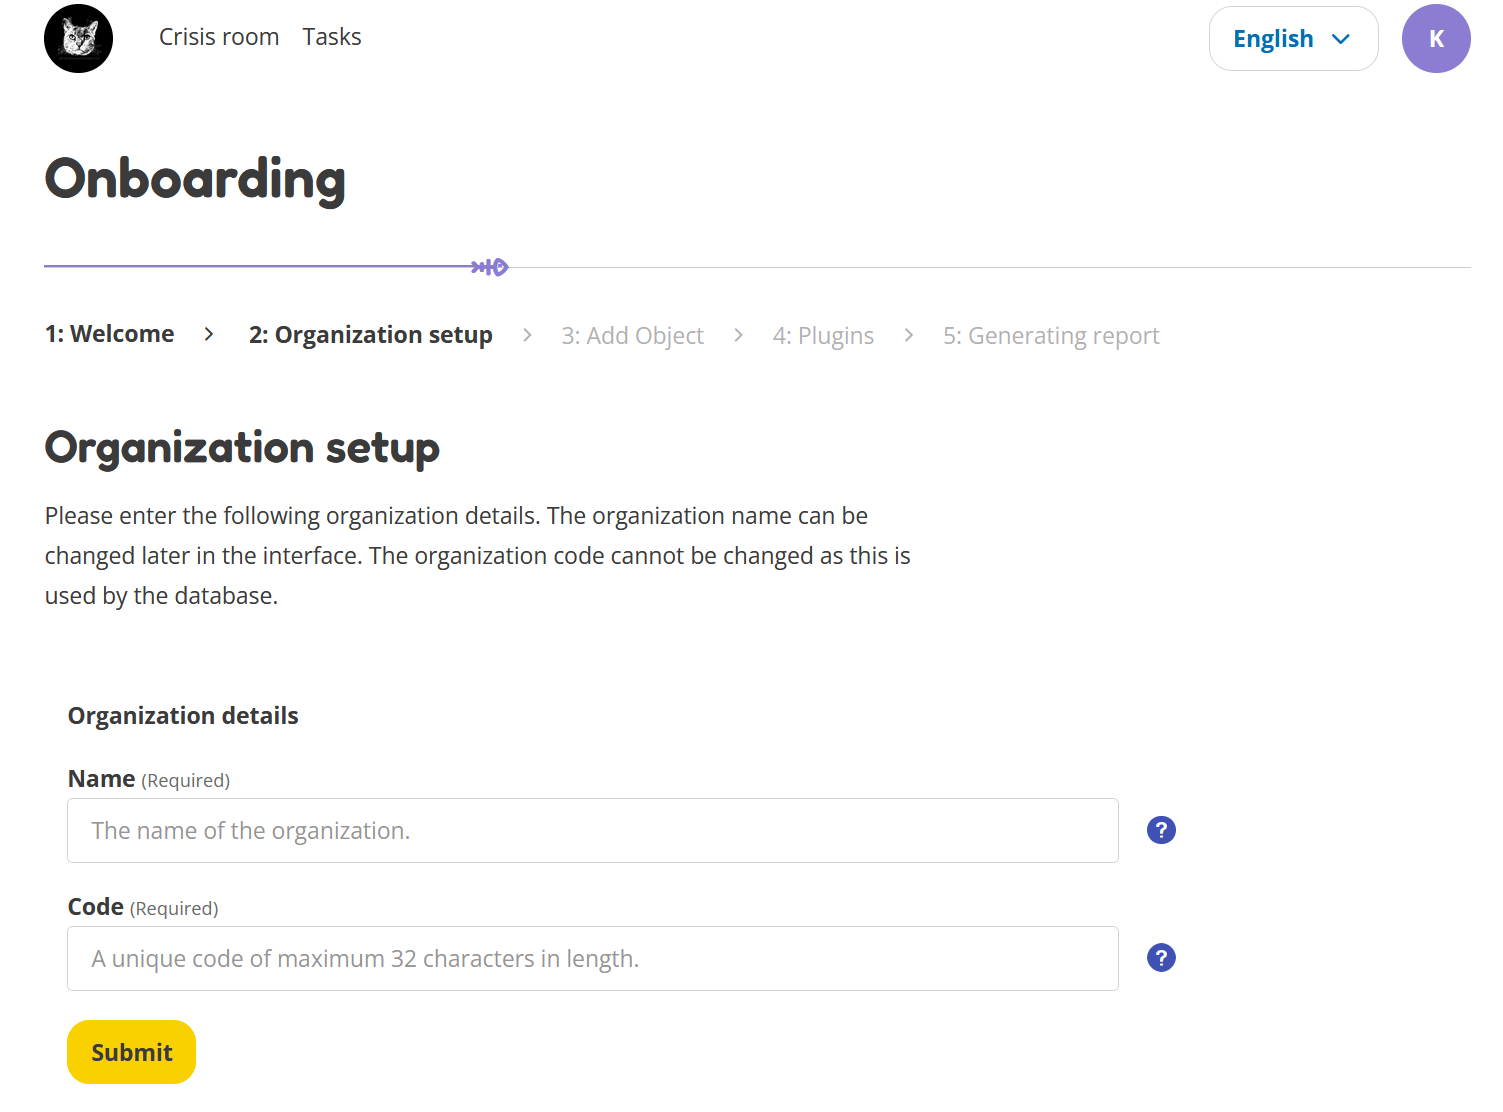 Crisis room Tasks English K
Onboarding
1: Welcome > 2: Organization setup > 3: Add Object > 4: Plugins > 5: Generating report
Organization setup
Please enter the following organization details. The organization name can be
changed later in the interface. The organization code cannot be changed as this is
used by the database.
Organization details
Name (Required)
The name of the organization.
?
Code (Required)
A unique code of maximum 32 characters in length.
?
Submit